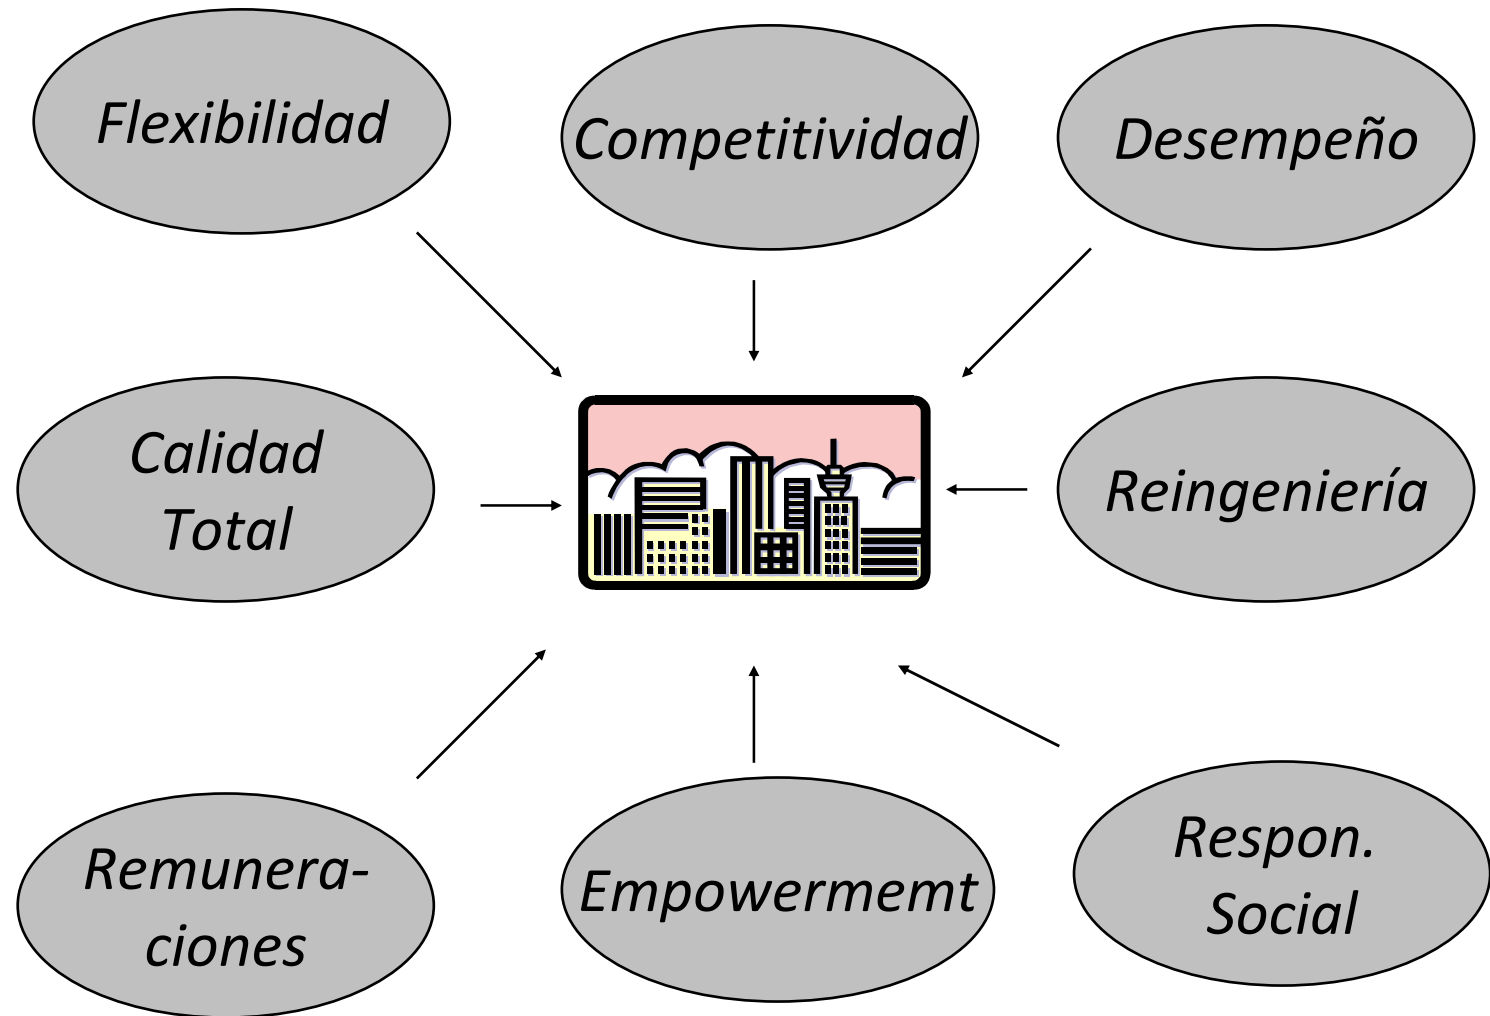 Flexibilidad
Competitividad
Desempeño
Calidad
Total
Reingeniería
Remunera-
ciones
Empowermemt
Respon.
Social